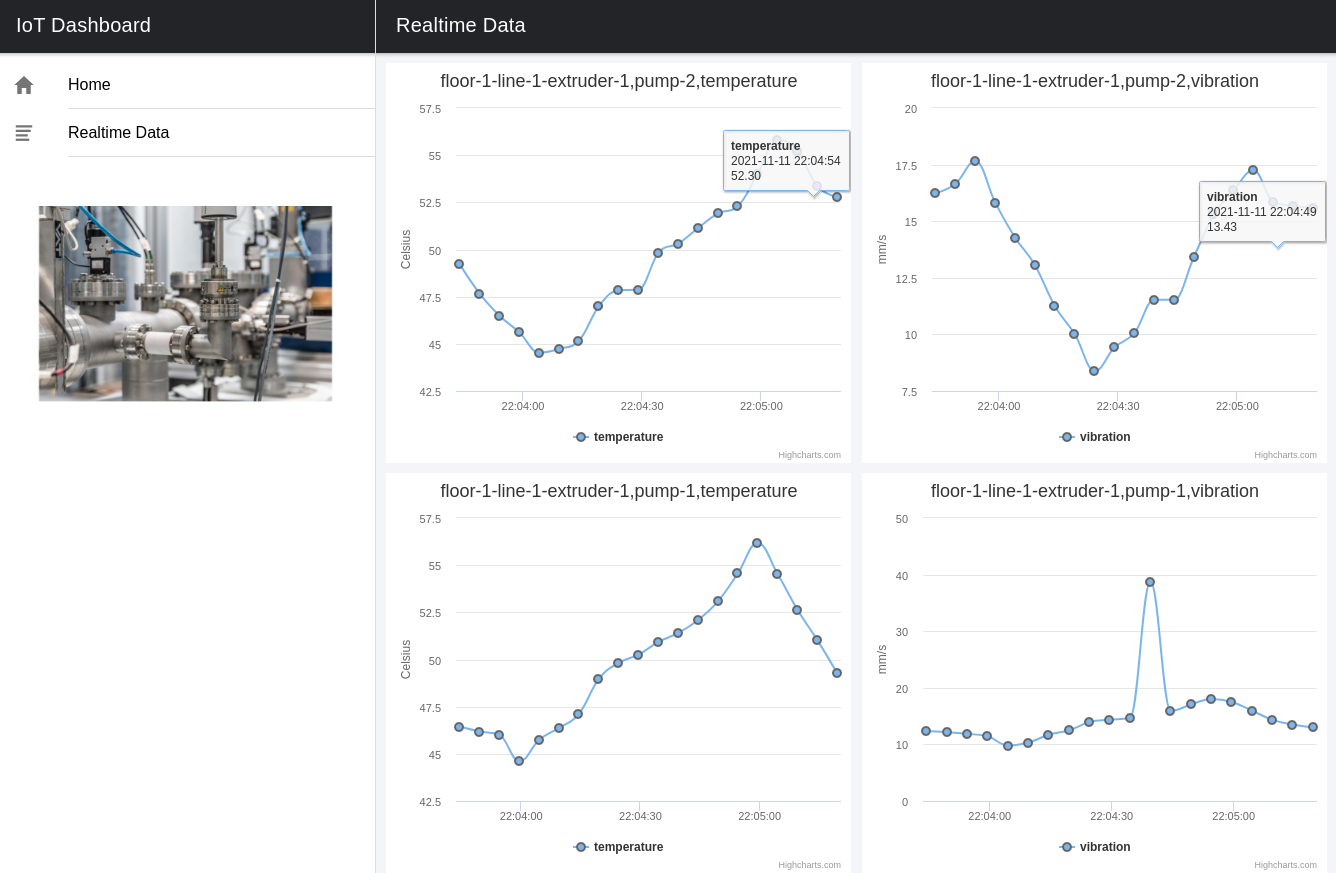 IoT Dashboard
Realtime Data
Home
Realtime Data
floor-1-line-1-extruder-1,pump-2,temperature
57.5
55
52.5
50
47.5
45
42.5
Celsius
temperature
2021-11-11 22:04:54
52.30
22:04:00
22:04:30
22:05:00
temperature
Highcharts.com
floor-1-line-1-extruder-1,pump-2,vibration
20
17.5
15
12.5
10
7.5
mm/s
vibration
2021-11-11 22:04:49
13.43
22:04:00
22:04:30
22:05:00
vibration
Highcharts.com
floor-1-line-1-extruder-1,pump-1,temperature
57.5
55
52.5
50
47.5
45
42.5
Celsius
22:04:00
22:04:30
22:05:00
temperature
Highcharts.com
floor-1-line-1-extruder-1,pump-1,vibration
50
40
30
20
10
0
mm/s
22:04:00
22:04:30
22:05:00
vibration
Highcharts.com